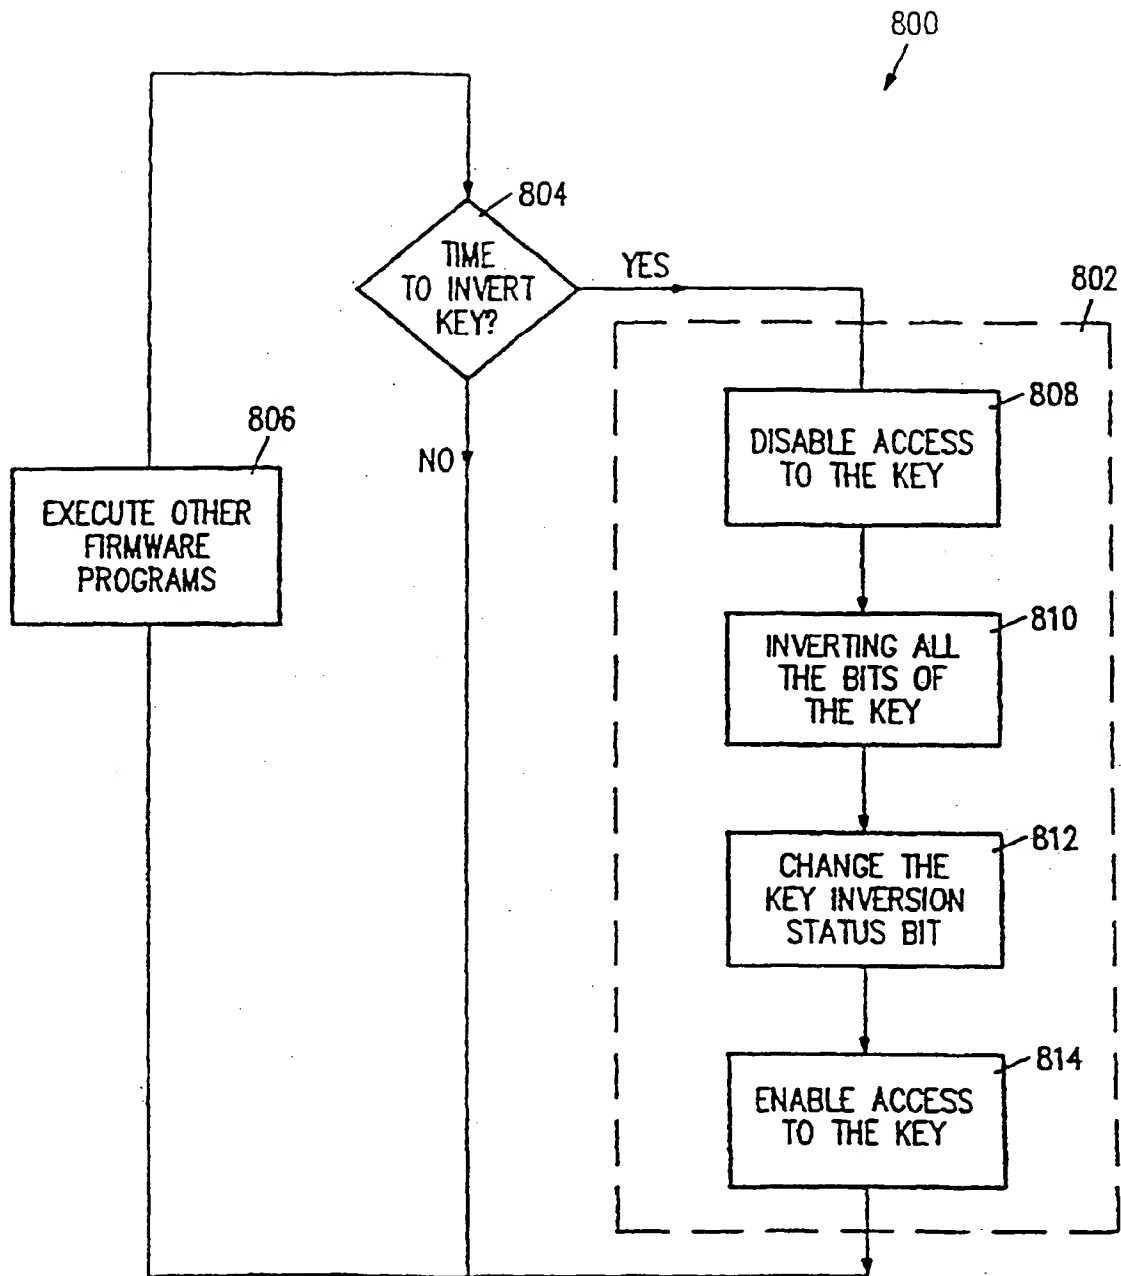 800
804
TIME
TO INVERT
KEY?
YES
802
808
DISABLE ACCESS
TO THE KEY
806
NO
EXECUTE OTHER
FIRMWARE
PROGRAMS
810
INVERTING ALL
THE BITS OF
THE KEY
812
CHANGE THE
KEY INVERSION
STATUS BIT
814
ENABLE ACCESS
TO THE KEY